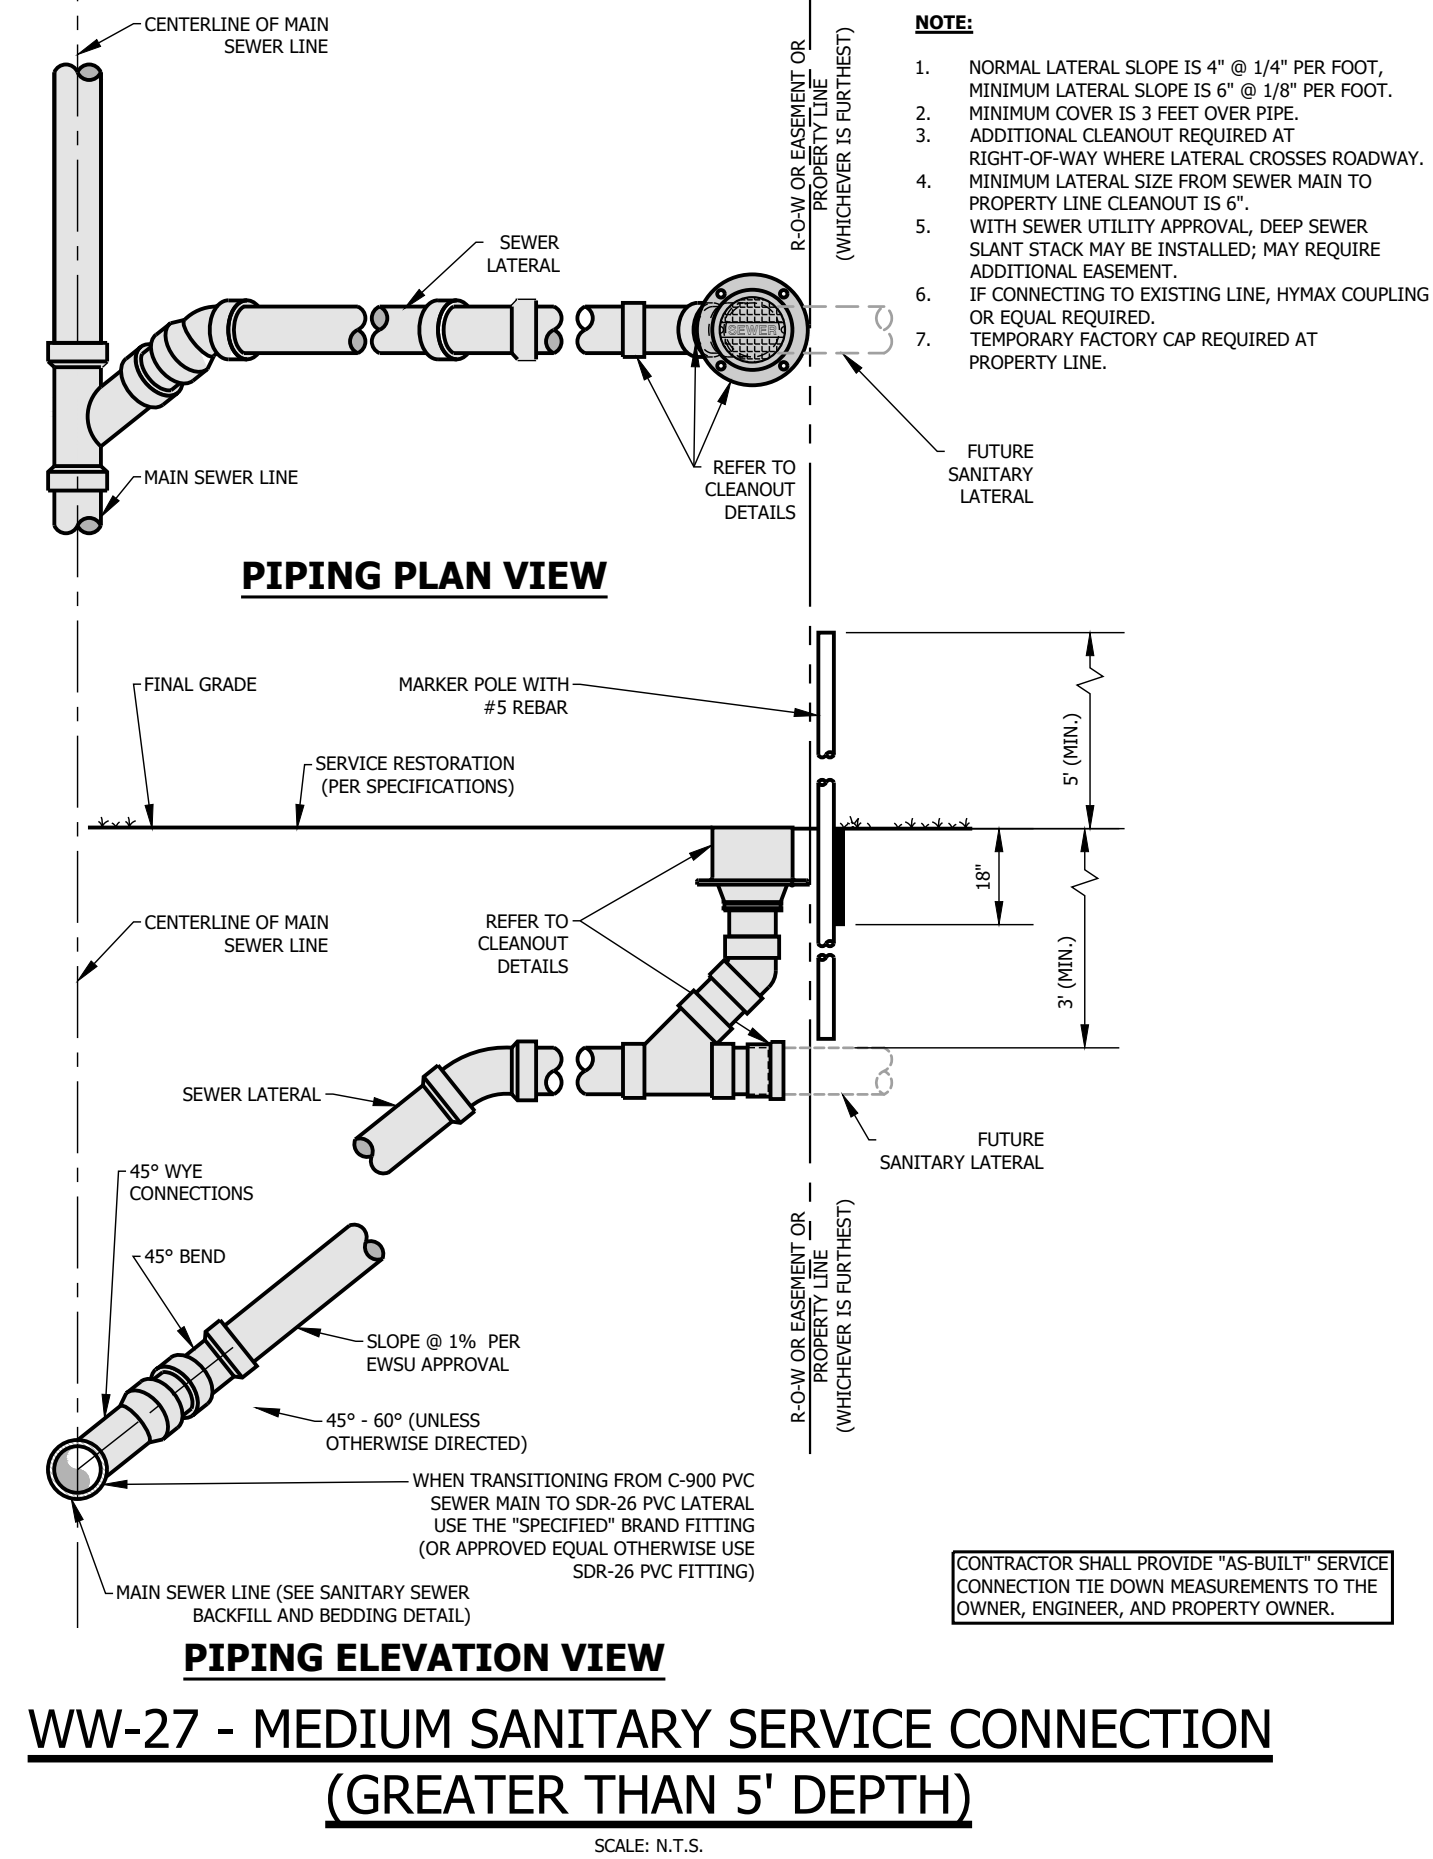 CENTERLINE OF MAIN
SEWER LINE
R-O-W OR EASEMENT OR
PROPERTY LINE
(WHICHEVER IS FURTHEST)
NOTE:
1. NORMAL LATERAL SLOPE IS 4" @ 1/4" PER FOOT,
MINIMUM LATERAL SLOPE IS 6" @ 1/8" PER FOOT.
2. MINIMUM COVER IS 3 FEET OVER PIPE.
3. ADDITIONAL CLEANOUT REQUIRED AT
RIGHT-OF-WAY WHERE LATERAL CROSSES ROADWAY.
4. MINIMUM LATERAL SIZE FROM SEWER MAIN TO
PROPERTY LINE CLEANOUT IS 6".
5. WITH SEWER UTILITY APPROVAL, DEEP SEWER
SLANT STACK MAY BE INSTALLED; MAY REQUIRE
ADDITIONAL EASEMENT.
6. IF CONNECTING TO EXISTING LINE, HYMAX COUPLING
OR EQUAL REQUIRED.
7. TEMPORARY FACTORY CAP REQUIRED AT
PROPERTY LINE.
SEWER
LATERAL
SEWER
MAIN SEWER LINE
REFER TO
CLEANOUT
DETAILS
FUTURE
SANITARY
LATERAL
PIPING PLAN VIEW
FINAL GRADE
MARKER POLE WITH
#5 REBAR
SERVICE RESTORATION
(PER SPECIFICATIONS)
5' (MIN.)
18"
3' (MIN.)
CENTERLINE OF MAIN
SEWER LINE
REFER TO
CLEANOUT
DETAILS
SEWER LATERAL
FUTURE
SANITARY LATERAL
45° WYE
CONNECTIONS
45° BEND
R-O-W OR EASEMENT OR
PROPERTY LINE
(WHICHEVER IS FURTHEST)
SLOPE @ 1% PER
EWSU APPROVAL
45° - 60° (UNLESS
OTHERWISE DIRECTED)
WHEN TRANSITIONING FROM C-900 PVC
SEWER MAIN TO SDR-26 PVC LATERAL
USE THE "SPECIFIED" BRAND FITTING
(OR APPROVED EQUAL OTHERWISE USE
SDR-26 PVC FITTING)
MAIN SEWER LINE (SEE SANITARY SEWER
BACKFILL AND BEDDING DETAIL)
CONTRACTOR SHALL PROVIDE "AS-BUILT" SERVICE
CONNECTION TIE DOWN MEASUREMENTS TO THE
OWNER, ENGINEER, AND PROPERTY OWNER.
PIPING ELEVATION VIEW
WW-27 - MEDIUM SANITARY SERVICE CONNECTION
(GREATER THAN 5' DEPTH)
SCALE: N.T.S.